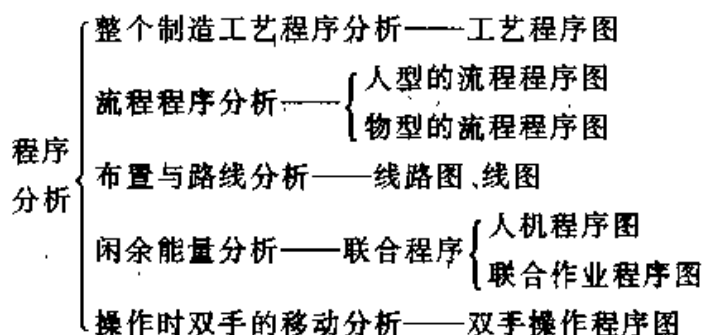 整个制造工艺程序分析——工艺程序图
流程程序分析——
人型的流程程序图
物型的流程程序图
程序
分析
布置与路线分析——线路图、线图
闲余能量分析——联合程序
人机程序图
联合作业程序图
操作时双手的移动分析——双手操作程序图